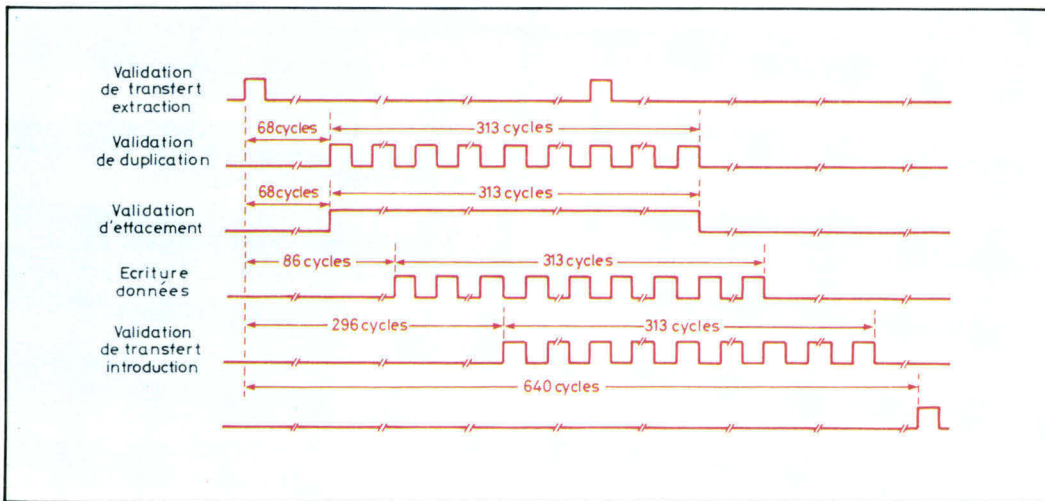 Validation
de transfert
extraction
68cycles
313 cycles
Validation
de duplication
68cycles
313 cycles
Validation
d'effacement
86 cycles
313 cycles
Ecriture
données
296 cycles
313 cycles
Validation
de transfert
introduction
640 cycles